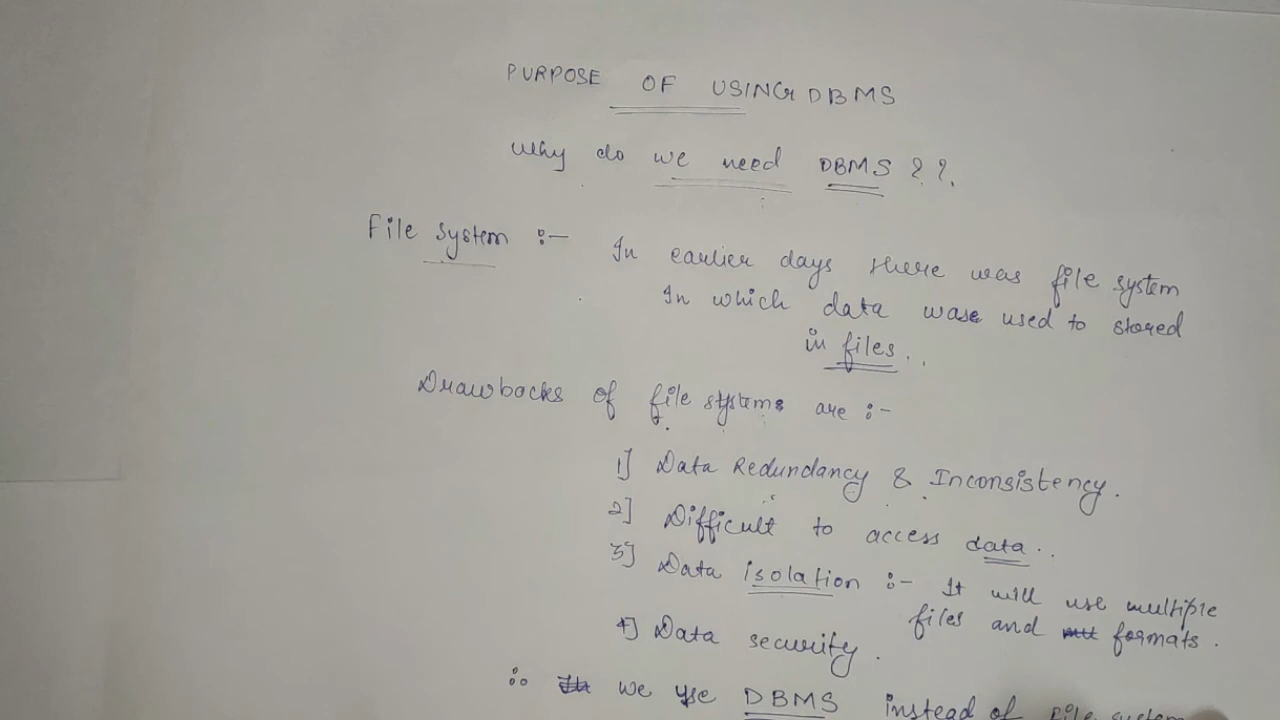 PURPOSE OF USING DBMS
Why do we need DBMS ??.
File system :- In earlier days there was file system
In which data was used to stored
in files..
Drawbacks of file systems are :-
1] Data Redundancy & Inconsistency.
2] Difficult to access data..
3] Data isolation :- It will use multiple
files and formats.
4] Data security.
∴ we use DBMS instead of file system